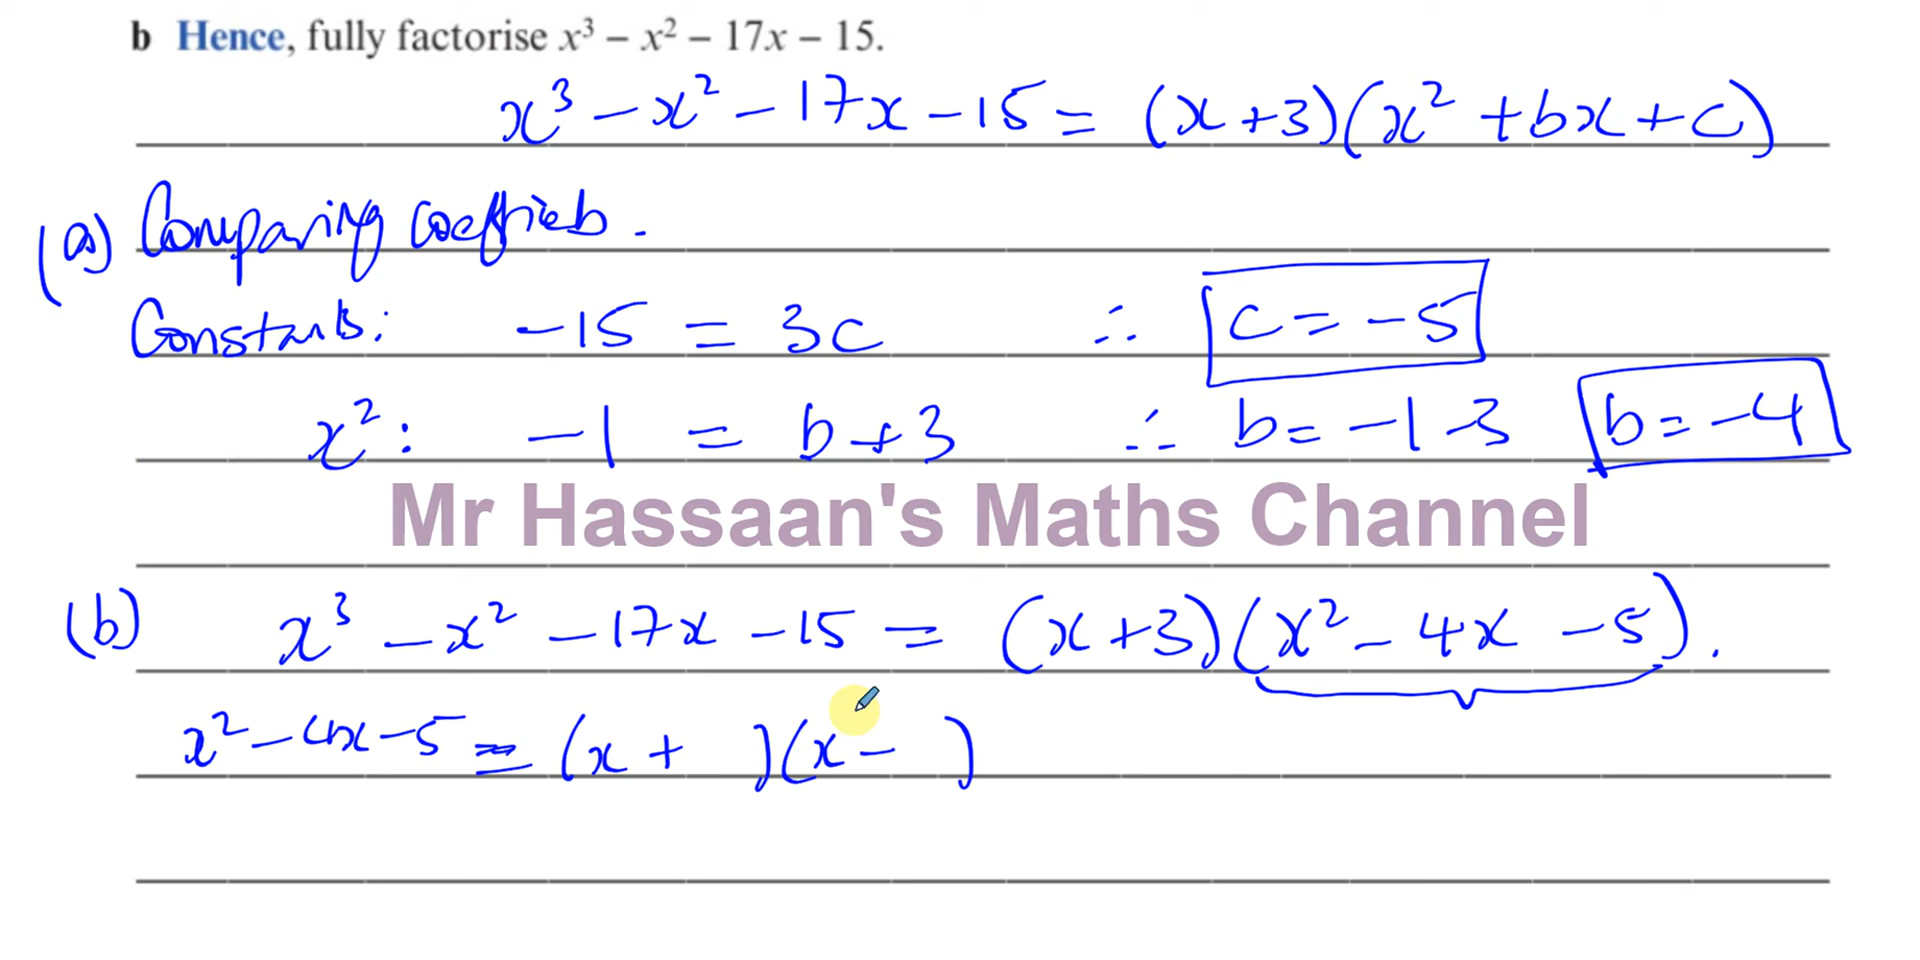 b Hence, fully factorise x³ – x² – 17x – 15.
x³ – x² – 17x – 15 = (x + 3)(x² + bx + c)
(a) Comparing
Constants: – 15 = 3c ∴ c = – 5
x² : – 1 = b + 3 ∴ b = – 1 – 3 b = – 4
Mr Hassaan's Maths Channel
(b) x³ – x² – 17x – 15 = (x + 3)(x² – 4x – 5).
x² – 4x – 5 = (x + )(x – )